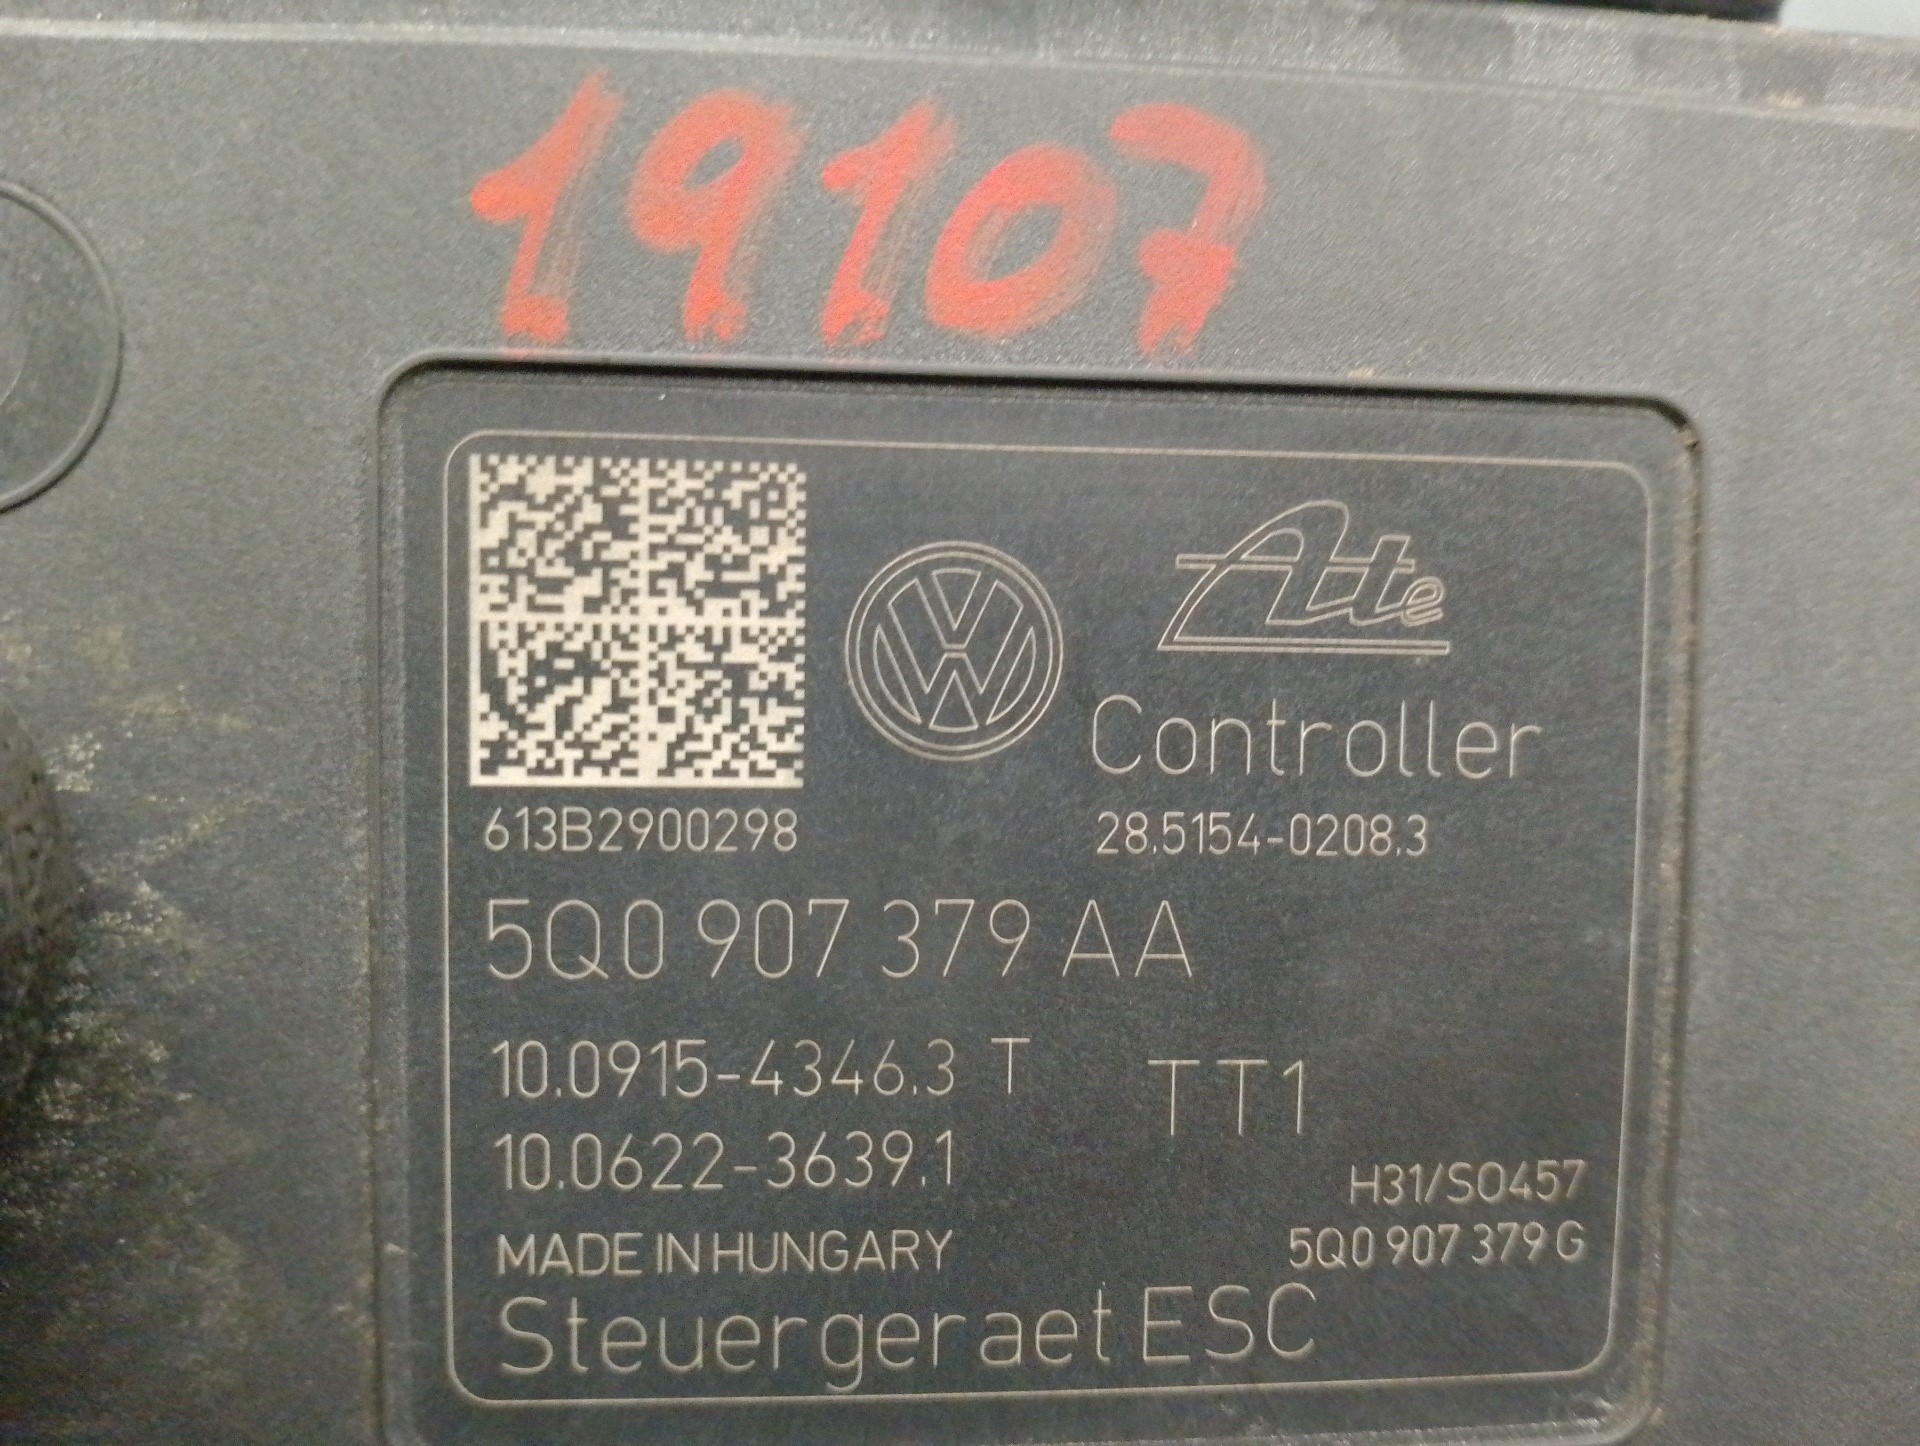 19107
Ate
Controller
613B2900298
28.5154-0208.3
5Q0 907 379 AA
10.0915-4346.3 T
TT1
10.0622-3639.1
H31/SO457
MADE IN HUNGARY
5Q0 907 379 G
Steuergeraet ESC